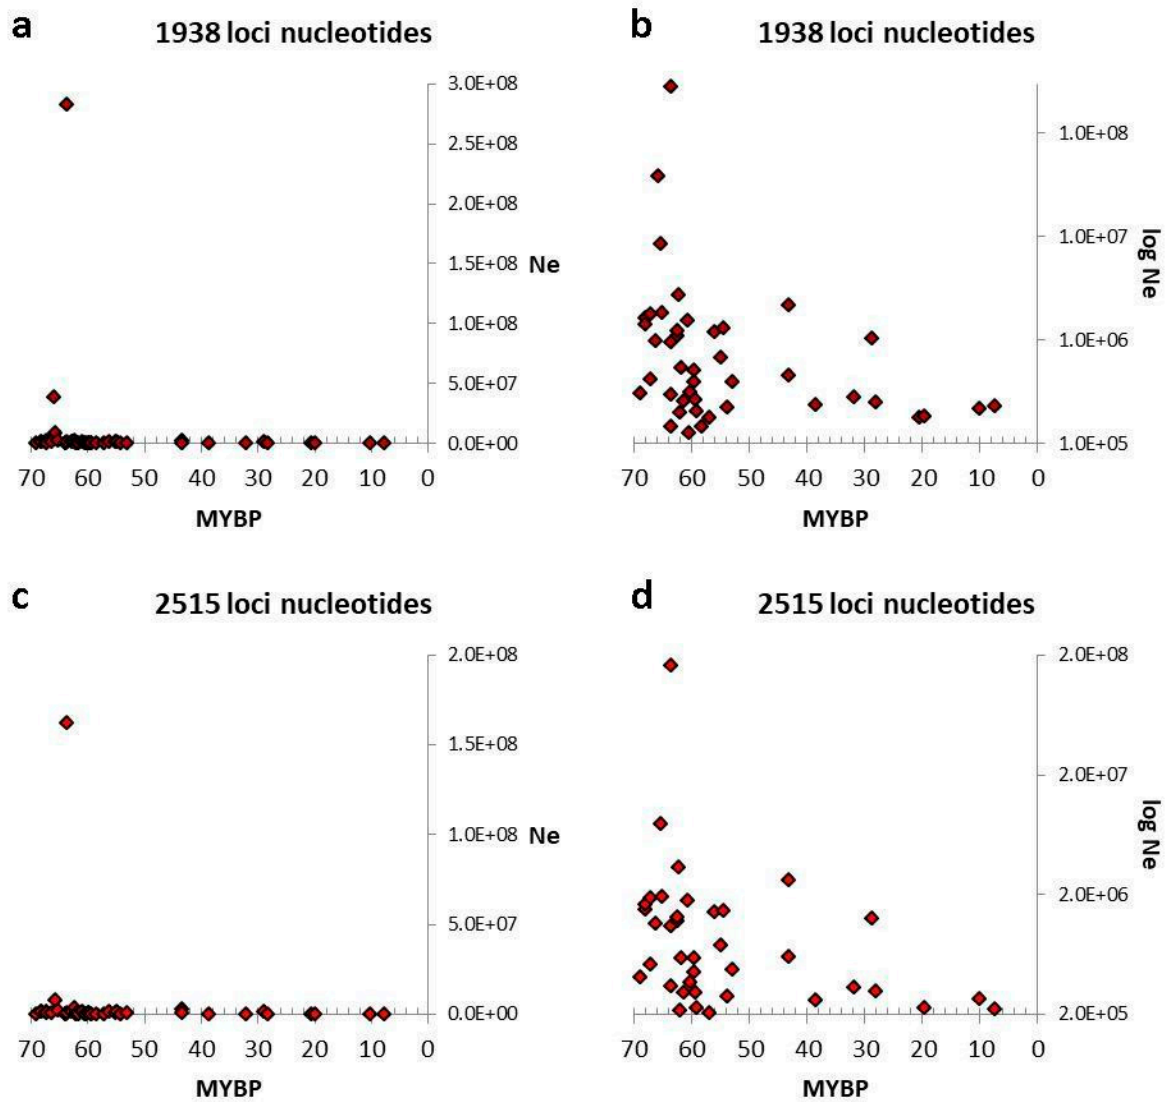 a
1938 loci nucleotides
3.0E+08
2.5E+08
2.0E+08
1.5E+08
Ne
1.0E+08
5.0E+07
0.0E+00
70 60 50 40 30 20 10 0
MYBP
b
1938 loci nucleotides
1.0E+08
1.0E+07
log Ne
1.0E+06
1.0E+05
70 60 50 40 30 20 10 0
MYBP
c
2515 loci nucleotides
2.0E+08
1.5E+08
1.0E+08
Ne
5.0E+07
0.0E+00
70 60 50 40 30 20 10 0
MYBP
d
2515 loci nucleotides
2.0E+08
2.0E+07
log Ne
2.0E+06
2.0E+05
70 60 50 40 30 20 10 0
MYBP